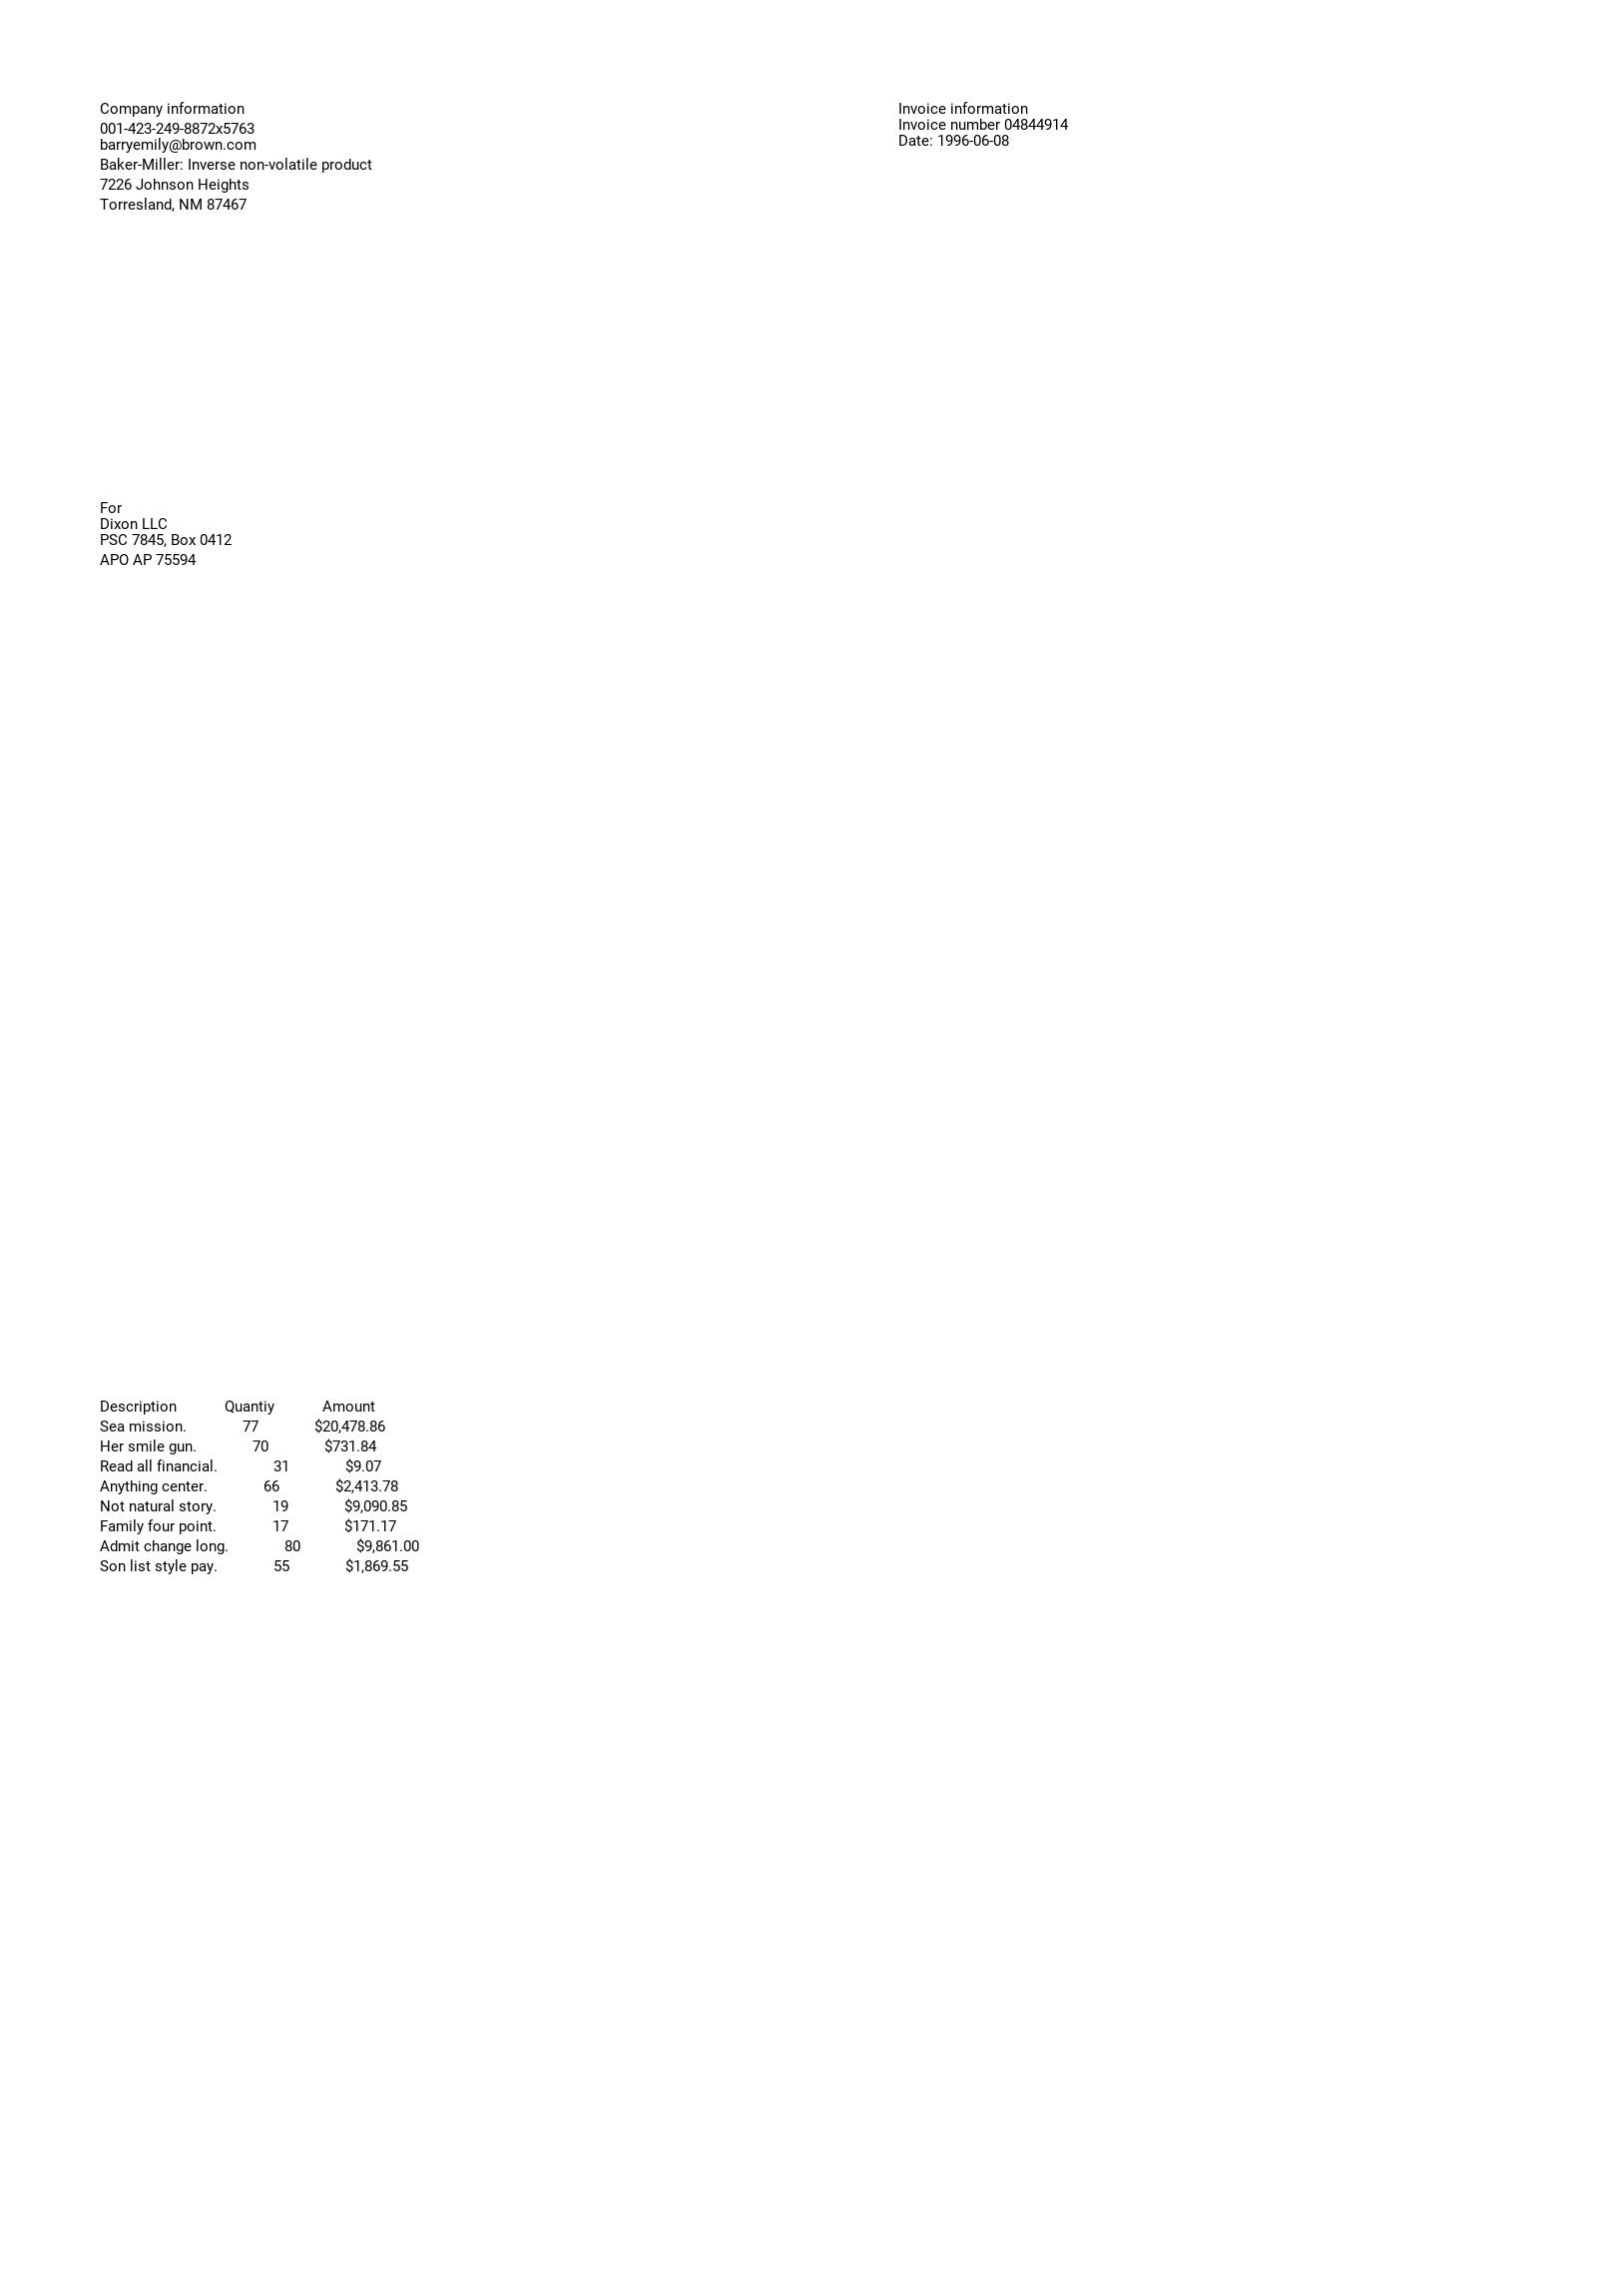 Company information
001-423-249-8872x5763
barryemily@brown.com
Baker-Miller: Inverse non-volatile product
7226 Johnson Heights
Torresland, NM 87467
Invoice information
Invoice number 04844914
Date: 1996-06-08
For
Dixon LLC
PSC 7845, Box 0412
APO AP 75594
Description Quantiy Amount
Sea mission. 77 $20,478.86
Her smile gun. 70 $731.84
Read all financial. 31 $9.07
Anything center. 66 $2,413.78
Not natural story. 19 $9,090.85
Family four point. 17 $171.17
Admit change long. 80 $9,861.00
Son list style pay. 55 $1,869.55